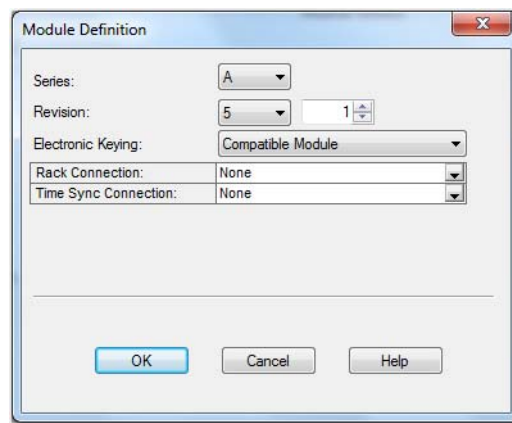 Module Definition
Series: A
Revision: 5 1
Electronic Keying: Compatible Module
Rack Connection: None
Time Sync Connection: None
OK Cancel Help